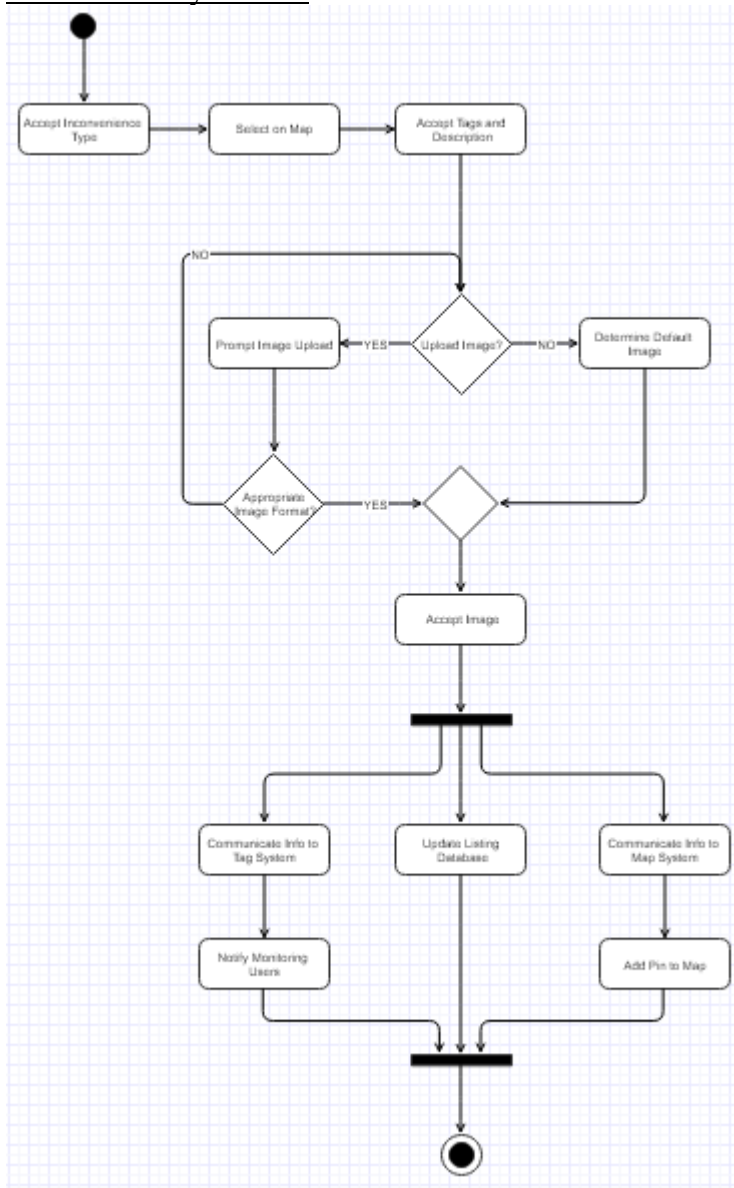 Accept Inconvenience
Type
Select on Map
Accept Tags and
Description
NO
Prompt Image Upload
YES
Upload Image?
NO
Determine Default
Image
Appropriate
Image Format?
YES
Accept Image
Communicate Info to
Tag System
Update Listing
Database
Communicate Info to
Map System
Notify Monitoring
Users
Add Pin to Map